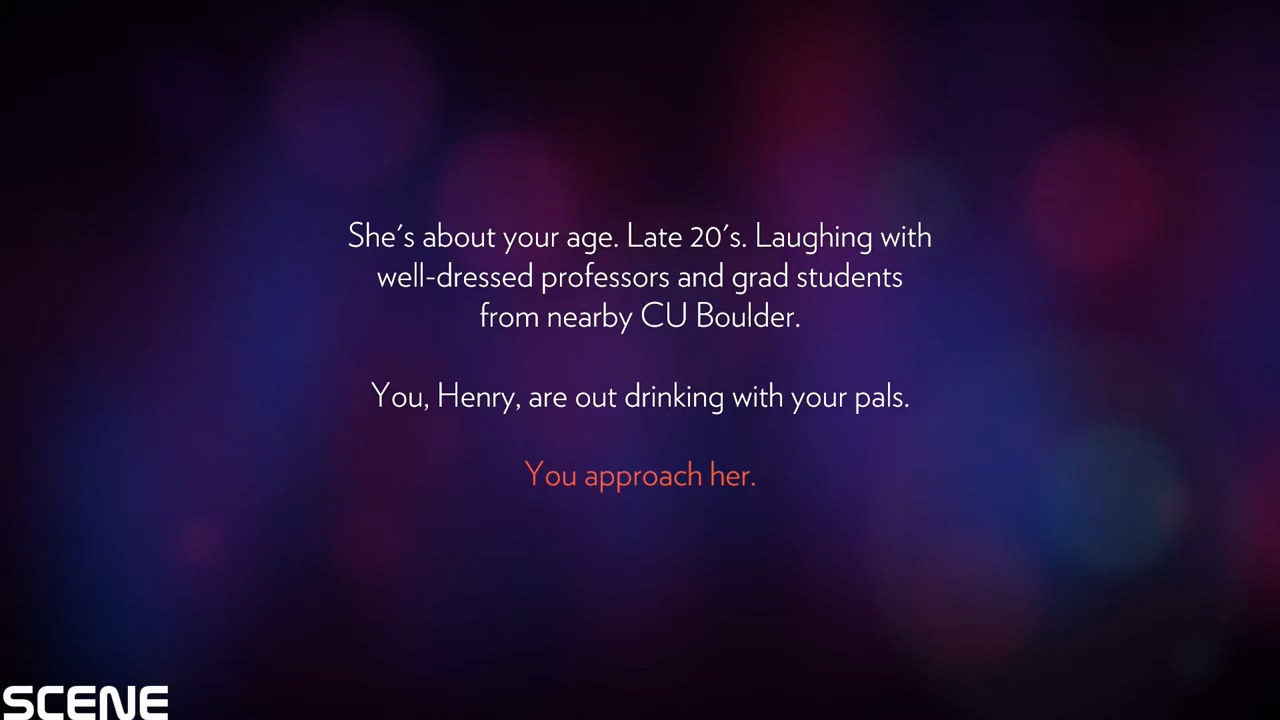 She's about your age. Late 20's. Laughing with
well-dressed professors and grad students
from nearby CU Boulder.
You, Henry, are out drinking with your pals.
You approach her.
SCENE